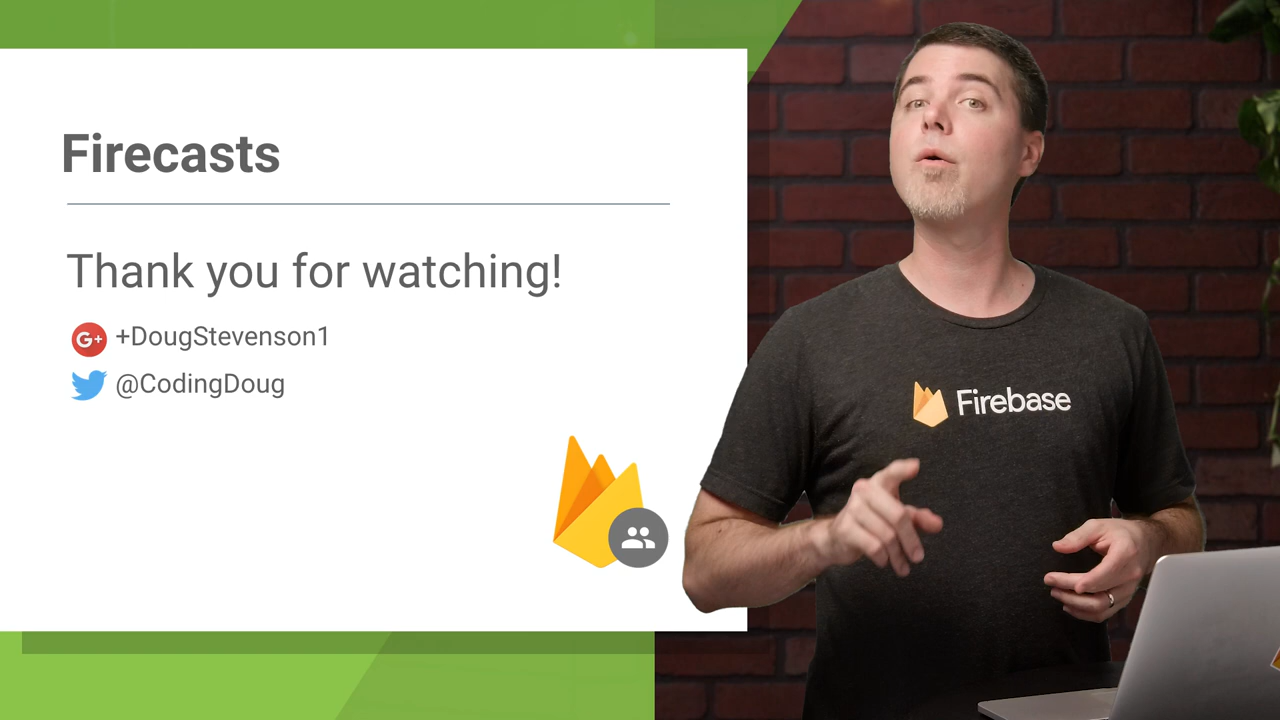 Firecasts
Thank you for watching!
G+ +DougStevenson1
@CodingDoug
Firebase